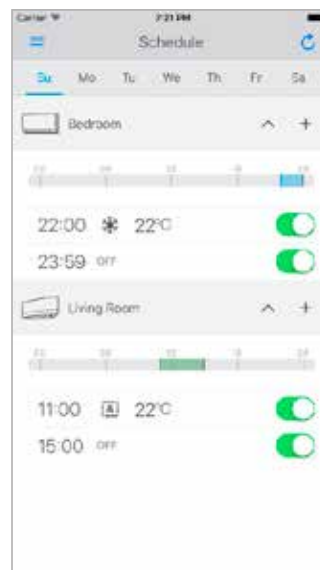 Carrier 7:21 PM
Schedule
Su Mo Tu We Th Fr Sa
Bedroom
22:00 22°C
23:59 OFF
Living Room
11:00 A 22°C
15:00 OFF